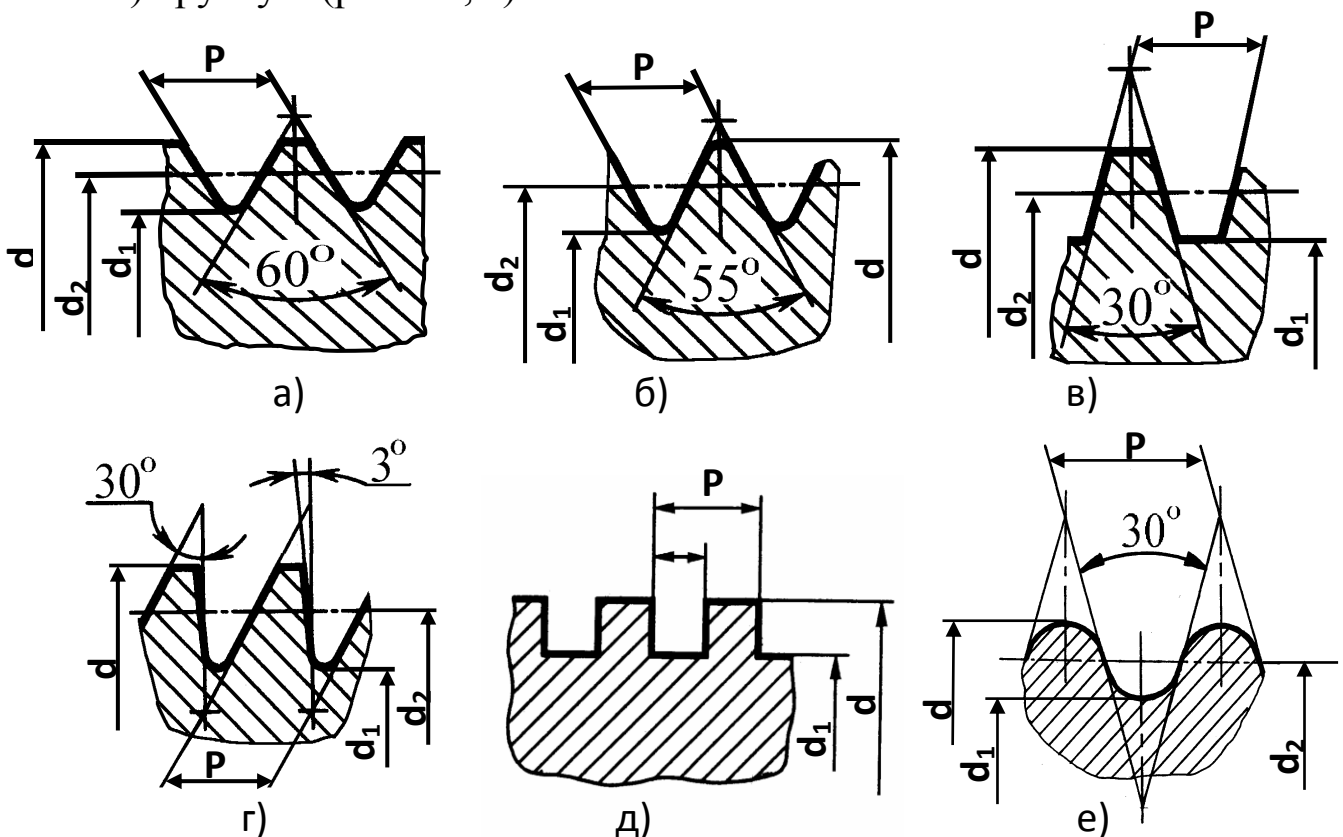 P P P
d d₂ d₁ 60° d₂ d₁ 55° d d d₂ 30° d₁
а) б) в)
30° 3° P P
30°
d P d₁ d₂ d₁ d d d₁ d₂
г) д) е)